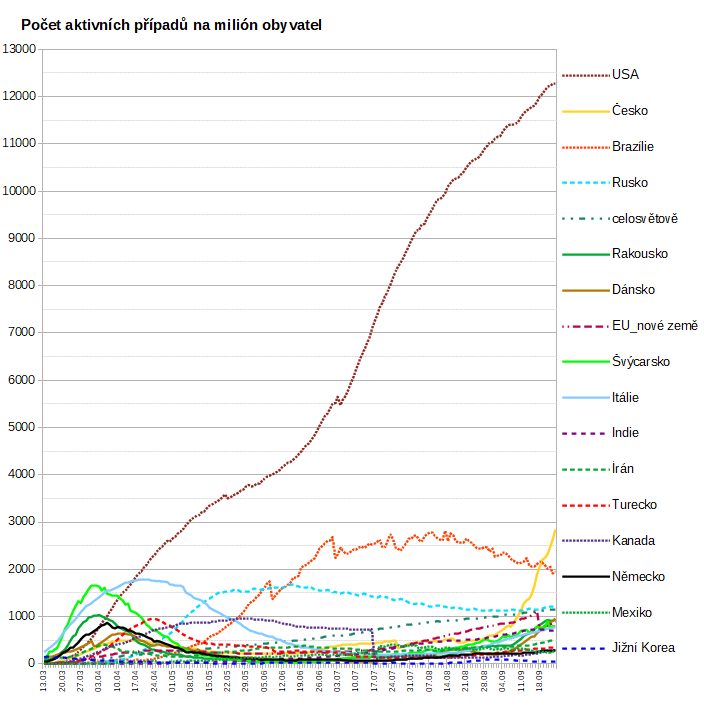 Počet aktivních případů na milión obyvatel
13000
12000
11000
10000
9000
8000
7000
6000
5000
4000
3000
2000
1000
0
13.03
20.03
27.03
03.04
10.04
17.04
24.04
01.05
08.05
15.05
22.05
29.05
05.06
12.06
19.06
26.06
03.07
10.07
17.07
24.07
31.07
07.08
14.08
21.08
28.08
04.09
11.09
18.09
USA
Česko
Brazílie
Rusko
celosvětově
Rakousko
Dánsko
EU_nové země
Švýcarsko
Itálie
Indie
Írán
Turecko
Kanada
Německo
Mexiko
Jižní Korea